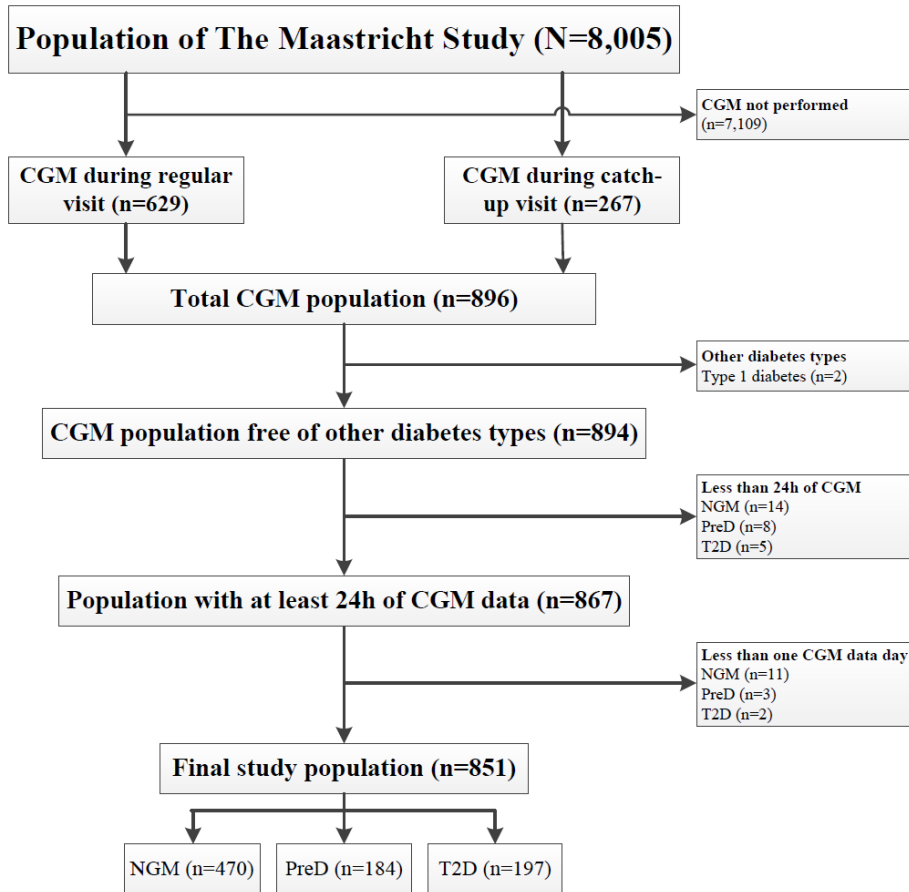 Population of The Maastricht Study (N=8,005)
CGM not performed
(n=7,109)
CGM during regular
visit (n=629)
CGM during catch-
up visit (n=267)
Total CGM population (n=896)
Other diabetes types
Type 1 diabetes (n=2)
CGM population free of other diabetes types (n=894)
Less than 24h of CGM
NGM (n=14)
PreD (n=8)
T2D (n=5)
Population with at least 24h of CGM data (n=867)
Less than one CGM data day
NGM (n=11)
PreD (n=3)
T2D (n=2)
Final study population (n=851)
NGM (n=470)
PreD (n=184)
T2D (n=197)